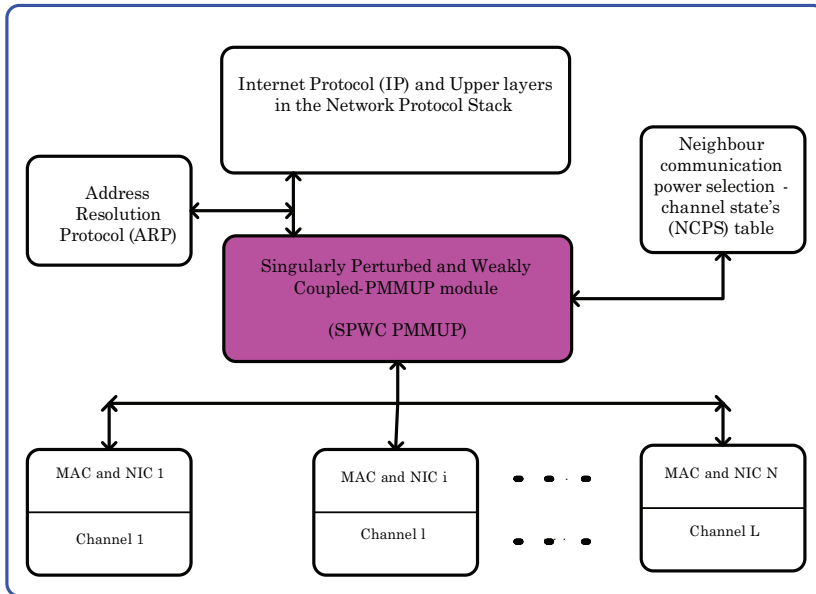 Internet Protocol (IP) and Upper layers
in the Network Protocol Stack
Neighbour
communication
power selection -
channel state's
(NCPS) table
Address
Resolution
Protocol (ARP)
Singularly Perturbed and Weakly
Coupled-PMMUP module
(SPWC PMMUP)
MAC and NIC 1
Channel 1
MAC and NIC i
Channel l
MAC and NIC N
Channel L